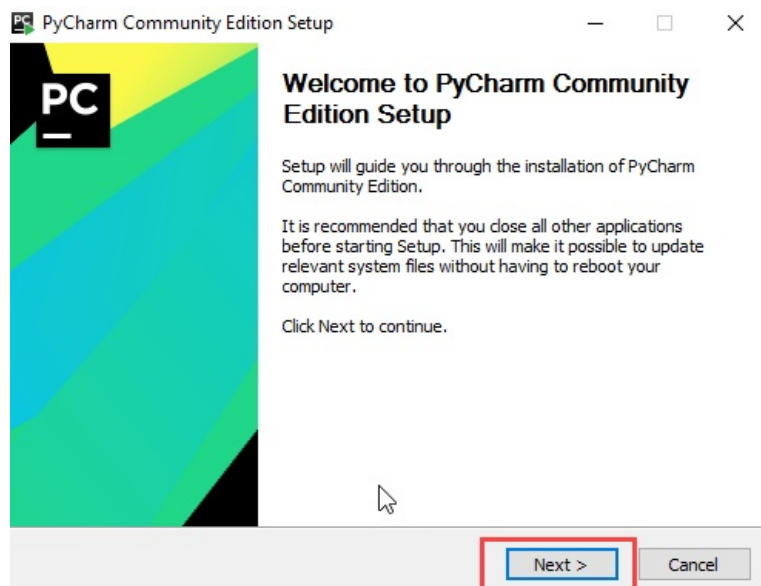 PyCharm Community Edition Setup
PC
Welcome to PyCharm Community
Edition Setup
Setup will guide you through the installation of PyCharm
Community Edition.
It is recommended that you close all other applications
before starting Setup. This will make it possible to update
relevant system files without having to reboot your
computer.
Click Next to continue.
Next >
Cancel